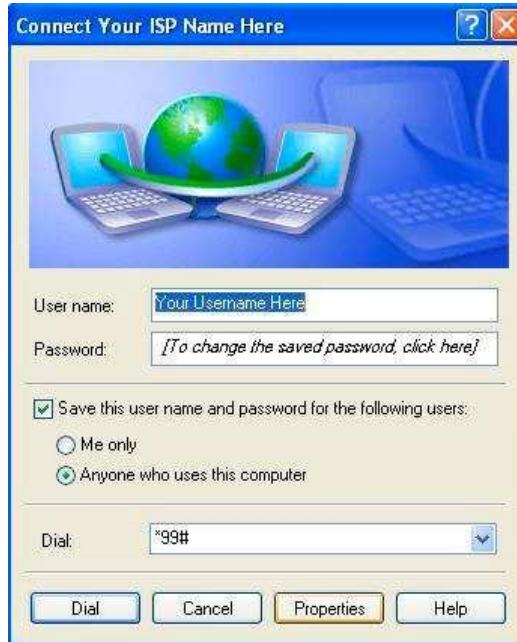 Connect Your ISP Name Here
User name: Your Username Here
Password: [To change the saved password, click here]
Save this user name and password for the following users:
Me only
Anyone who uses this computer
Dial: *99#
Dial Cancel Properties Help